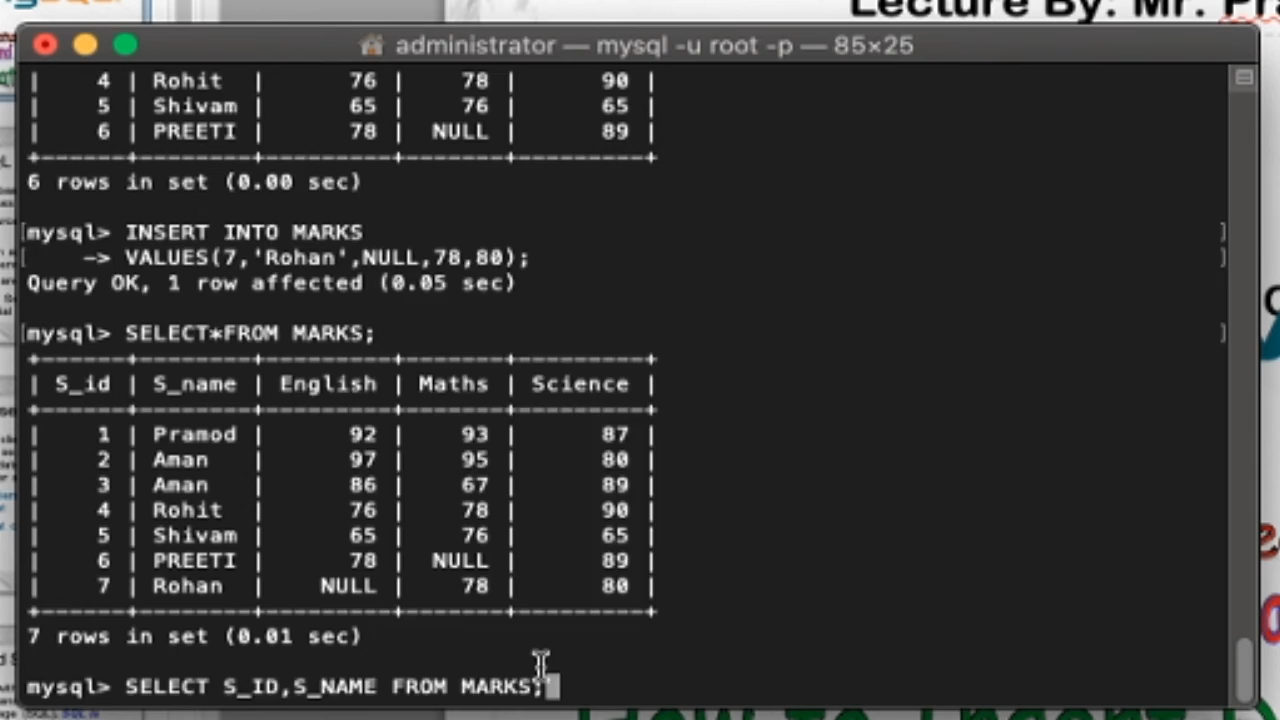 Lecture By: Mr. Pra
administrator — mysql -u root -p — 85×25
| 4 | Rohit | 76 | 78 | 90 |
| 5 | Shivam | 65 | 76 | 65 |
| 6 | PREETI | 78 | NULL | 89 |
+------+--------+---------+-------+---------+
6 rows in set (0.00 sec)
[mysql> INSERT INTO MARKS ]
[ -> VALUES(7,'Rohan',NULL,78,80); ]
Query OK, 1 row affected (0.05 sec)
[mysql> SELECT*FROM MARKS; ]
+------+--------+---------+-------+---------+
| S_id | S_name | English | Maths | Science |
+------+--------+---------+-------+---------+
| 1 | Pramod | 92 | 93 | 87 |
| 2 | Aman | 97 | 95 | 80 |
| 3 | Aman | 86 | 67 | 89 |
| 4 | Rohit | 76 | 78 | 90 |
| 5 | Shivam | 65 | 76 | 65 |
| 6 | PREETI | 78 | NULL | 89 |
| 7 | Rohan | NULL | 78 | 80 |
+------+--------+---------+-------+---------+
7 rows in set (0.01 sec)
mysql> SELECT S_ID,S_NAME FROM MARKS;